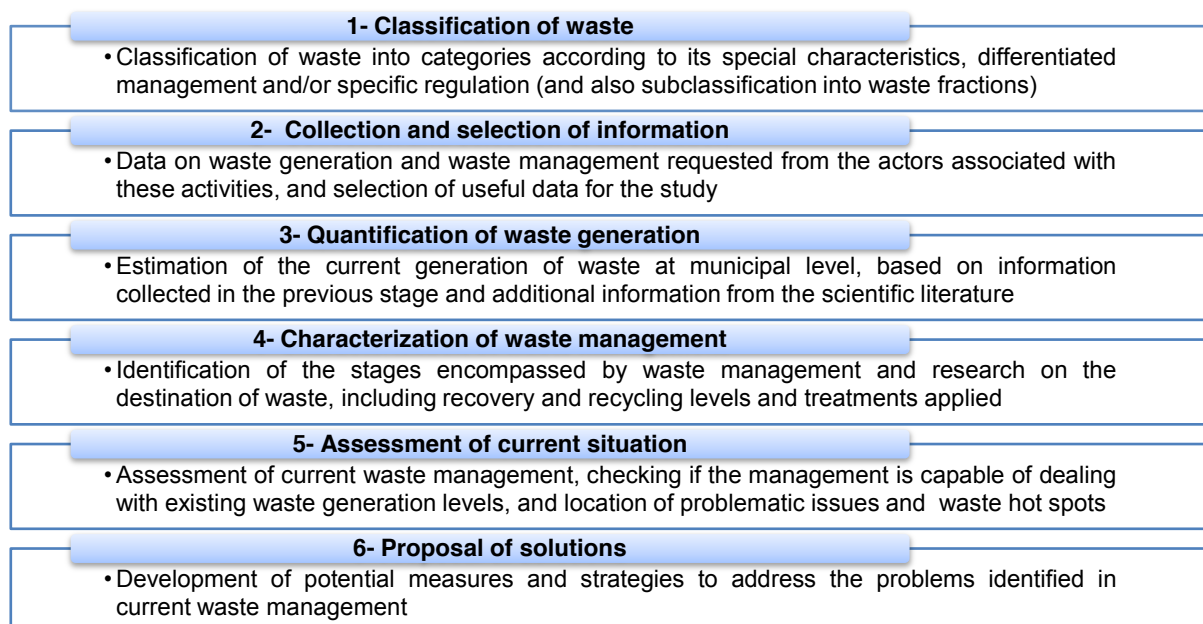 1- Classification of waste
•Classification of waste into categories according to its special characteristics, differentiated
management and/or specific regulation (and also subclassification into waste fractions)
2- Collection and selection of information
•Data on waste generation and waste management requested from the actors associated with
these activities, and selection of useful data for the study
3- Quantification of waste generation
•Estimation of the current generation of waste at municipal level, based on information
collected in the previous stage and additional information from the scientific literature
4- Characterization of waste management
•Identification of the stages encompassed by waste management and research on the
destination of waste, including recovery and recycling levels and treatments applied
5- Assessment of current situation
•Assessment of current waste management, checking if the management is capable of dealing
with existing waste generation levels, and location of problematic issues and waste hot spots
6- Proposal of solutions
•Development of potential measures and strategies to address the problems identified in
current waste management